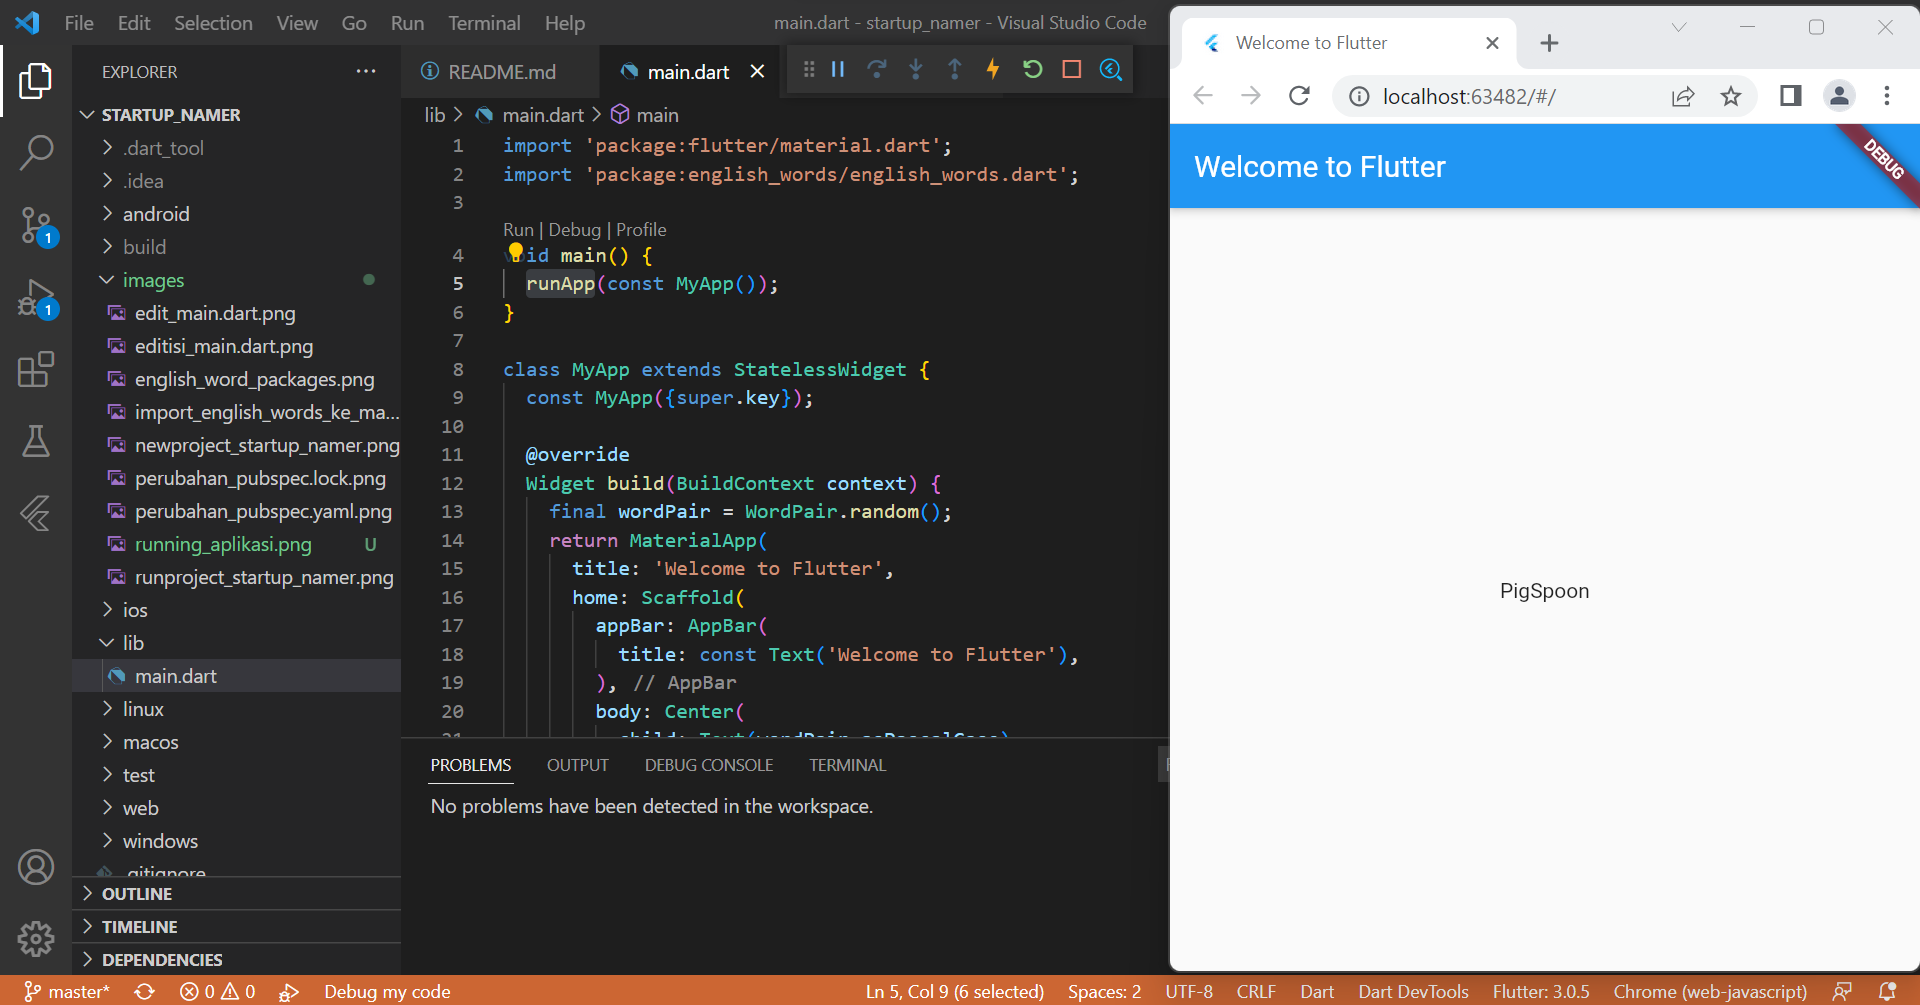 File Edit Selection View Go Run Terminal Help
main.dart - startup_namer - Visual Studio Code
EXPLORER
STARTUP_NAMER
.dart_tool
.idea
android
build
images
edit_main.dart.png
editisi_main.dart.png
english_word_packages.png
import_english_words_ke_ma...
newproject_startup_namer.png
perubahan_pubspec.lock.png
perubahan_pubspec.yaml.png
running_aplikasi.png U
runproject_startup_namer.png
ios
lib
main.dart
linux
macos
test
web
windows
.gitignore
OUTLINE
TIMELINE
DEPENDENCIES
1
1
README.md
main.dart
lib > main.dart > main
1 import 'package:flutter/material.dart';
2 import 'package:english_words/english_words.dart';
3
Run | Debug | Profile
4 void main() {
5 runApp(const MyApp());
6 }
7
8 class MyApp extends StatelessWidget {
9 const MyApp({super.key});
10
11 @override
12 Widget build(BuildContext context) {
13 final wordPair = WordPair.random();
14 return MaterialApp(
15 title: 'Welcome to Flutter',
16 home: Scaffold(
17 appBar: AppBar(
18 title: const Text('Welcome to Flutter'),
19 ), // AppBar
20 body: Center(
21 child: Text(wordPair.asPascalCase)
PROBLEMS OUTPUT DEBUG CONSOLE TERMINAL
No problems have been detected in the workspace.
Welcome to Flutter
localhost:63482/#/
Welcome to Flutter
DEBUG
PigSpoon
master* 0 0 Debug my code
Ln 5, Col 9 (6 selected) Spaces: 2 UTF-8 CRLF Dart Dart DevTools Flutter: 3.0.5 Chrome (web-javascript)